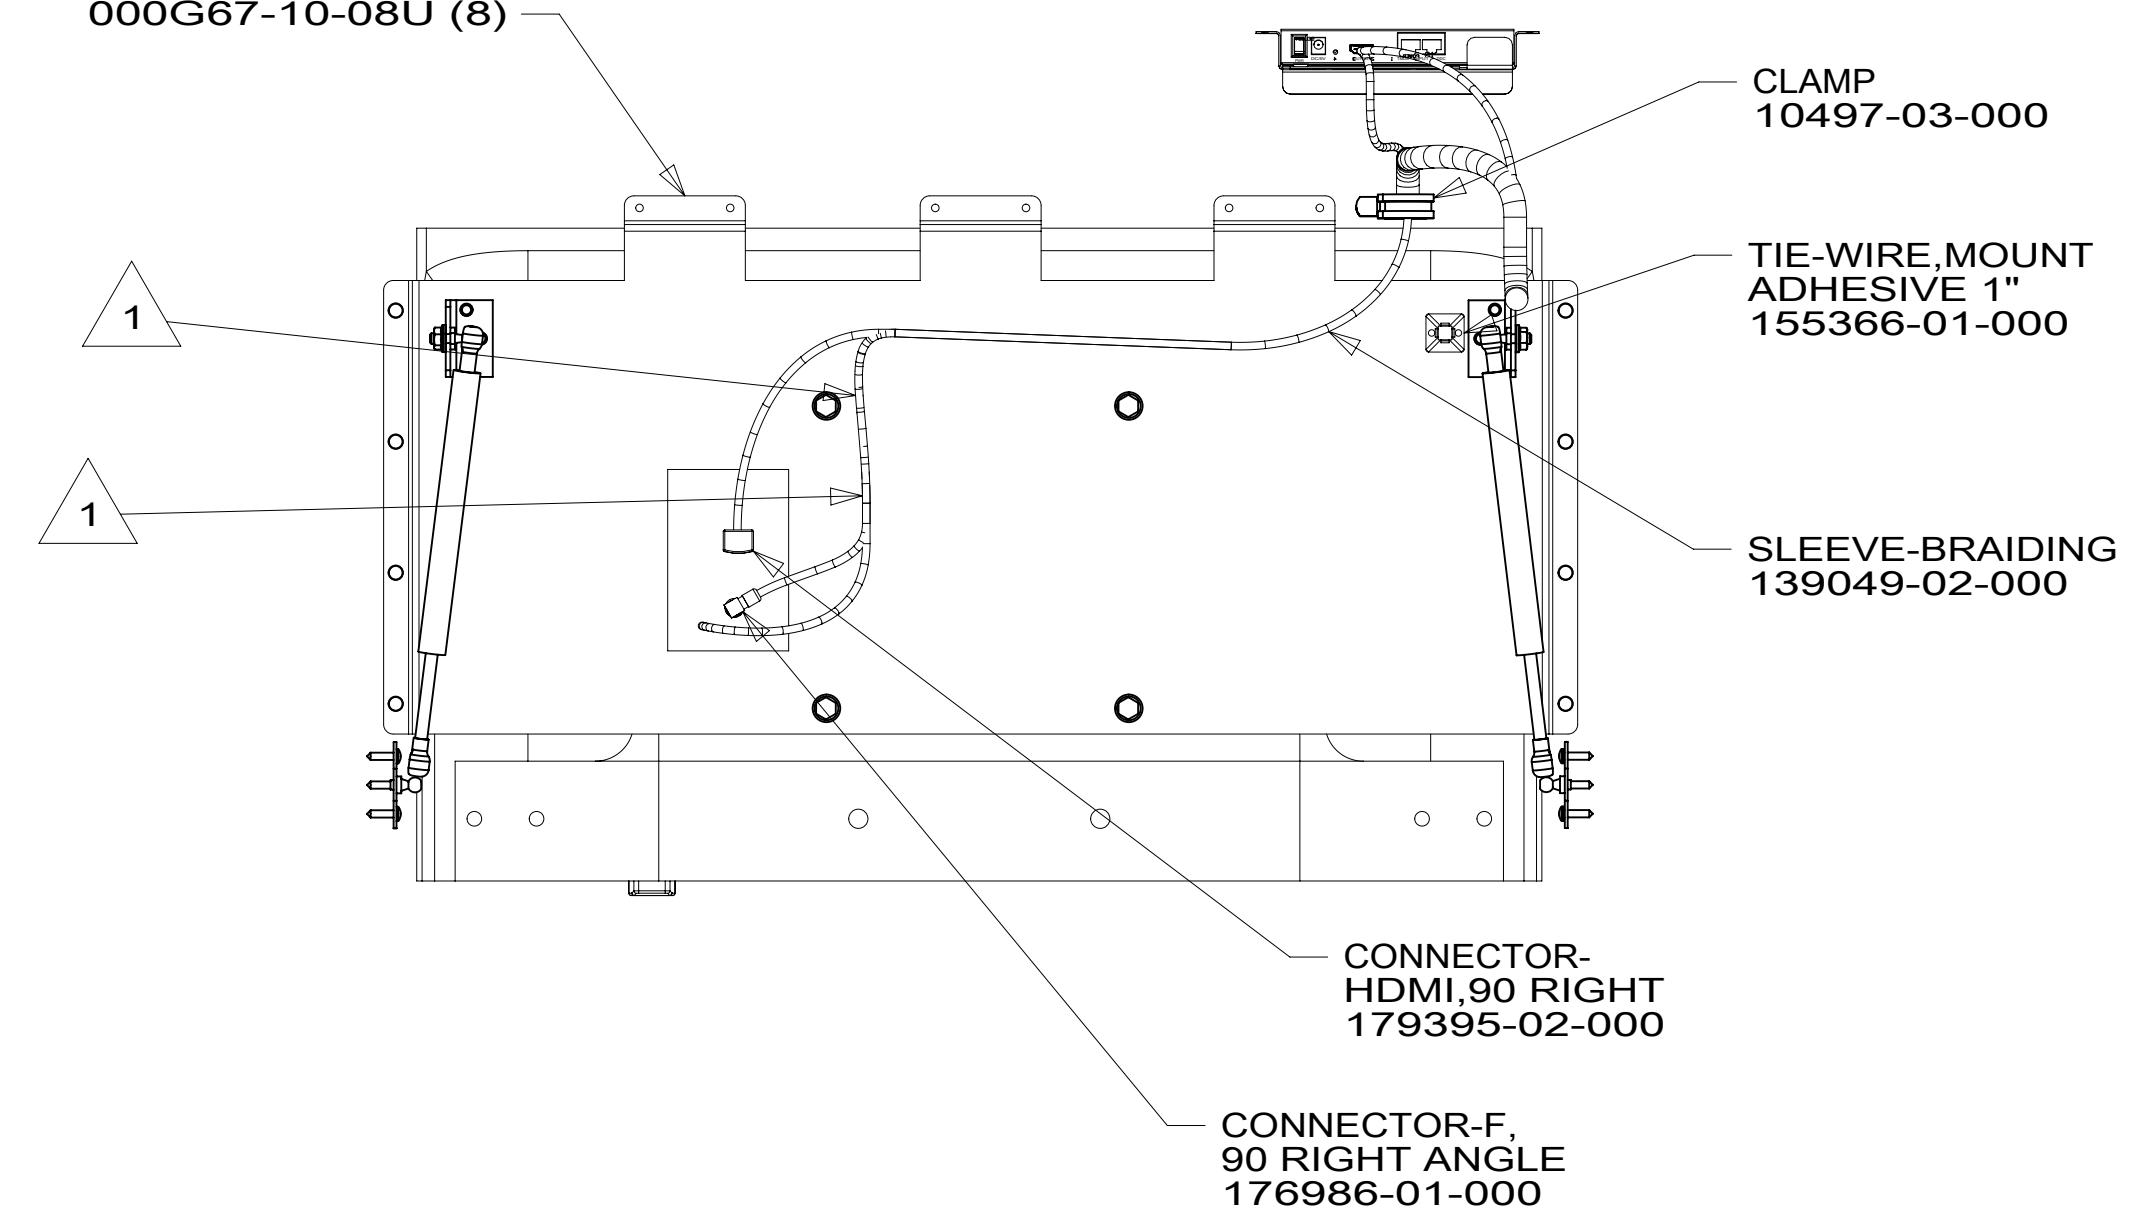 000G67-10-08U (8)
CLAMP
10497-03-000
TIE-WIRE,MOUNT
ADHESIVE 1"
155366-01-000
1
1
SLEEVE-BRAIDING
139049-02-000
CONNECTOR-
HDMI,90 RIGHT
179395-02-000
CONNECTOR-F,
90 RIGHT ANGLE
176986-01-000